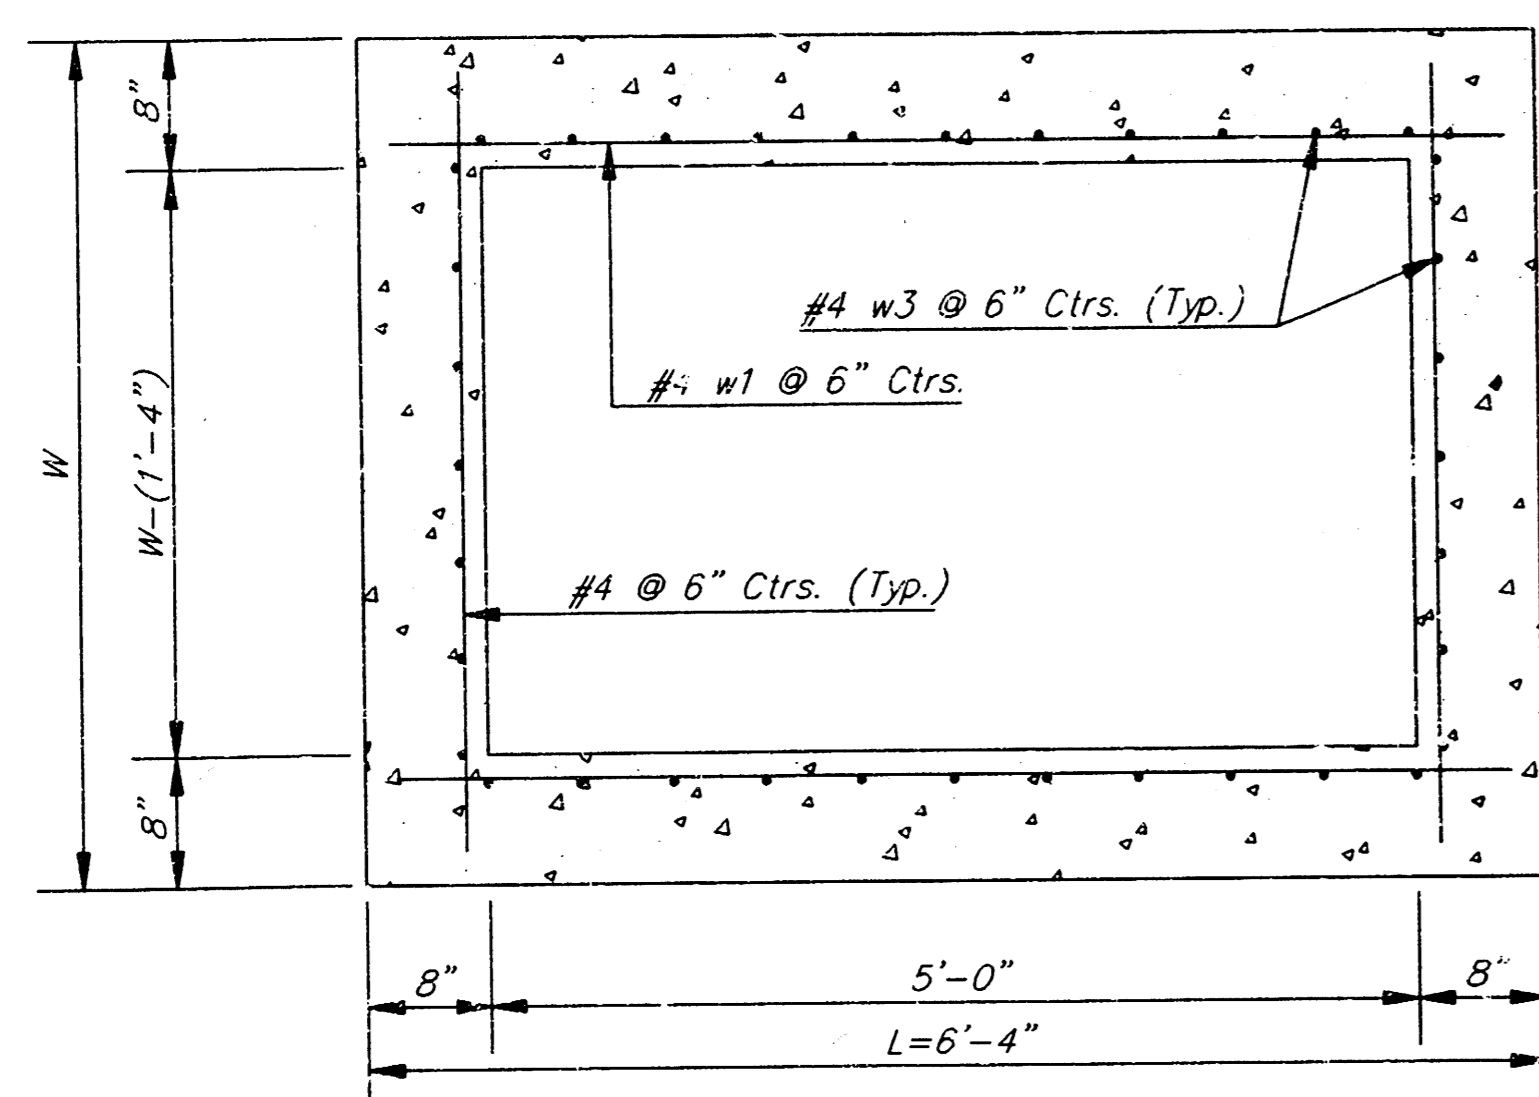 8"
W
W-(1'-4")
8"
#4 w3 @ 6" Ctrs. (Typ.)
#4 w1 @ 6" Ctrs.
#4 @ 6" Ctrs. (Typ.)
8"
5'-0"
8"
L=6'-4"